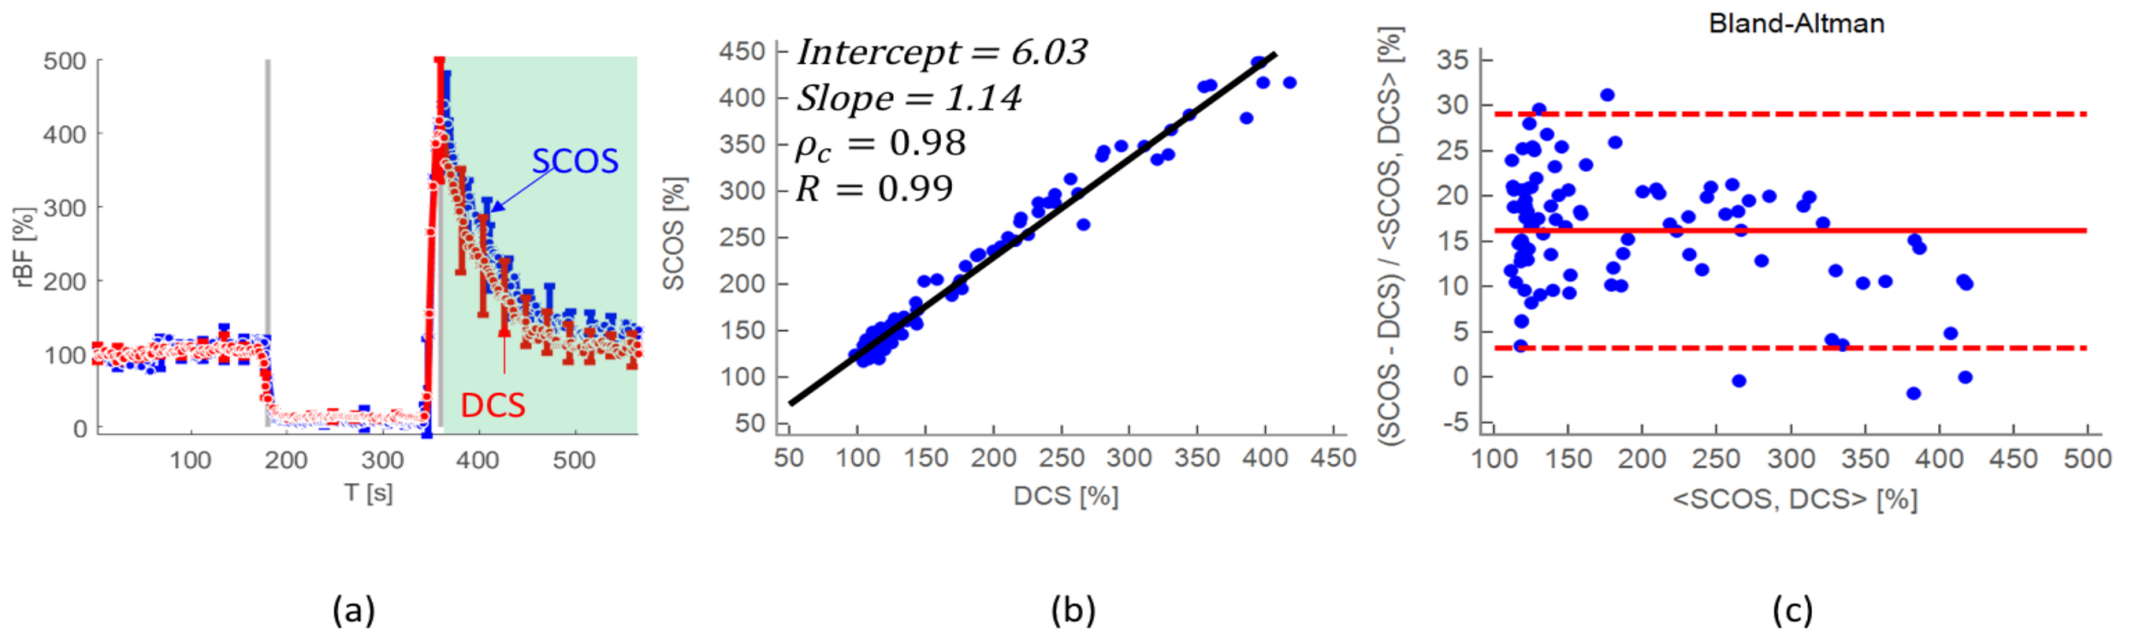 500
400
300
200
100
0
rBF [%]
100 200 300 400 500
T [s]
SCOS
DCS
(a)
450
400
350
300
250
200
150
100
50
SCOS [%]
Intercept = 6.03
Slope = 1.14
ρc = 0.98
R = 0.99
50 100 150 200 250 300 350 400 450
DCS [%]
(b)
Bland-Altman
35
30
25
20
15
10
5
0
-5
(SCOS - DCS) / <SCOS, DCS> [%]
100 150 200 250 300 350 400 450 500
<SCOS, DCS> [%]
(c)